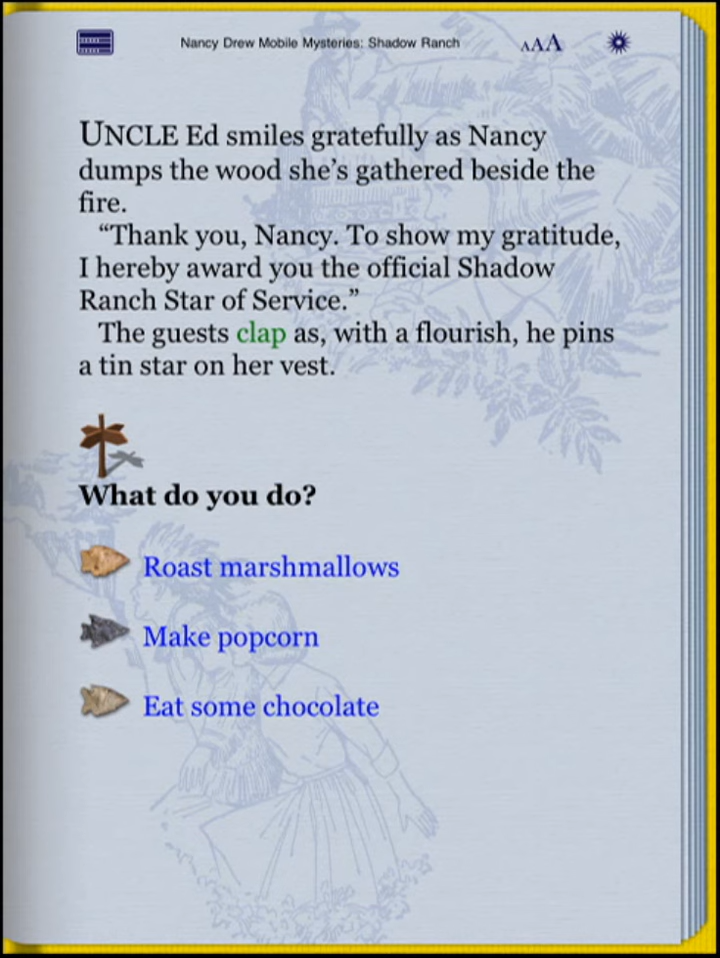 Nancy Drew Mobile Mysteries: Shadow Ranch
AAA
UNCLE Ed smiles gratefully as Nancy
dumps the wood she’s gathered beside the
fire.
“Thank you, Nancy. To show my gratitude,
I hereby award you the official Shadow
Ranch Star of Service.”
The guests clap as, with a flourish, he pins
a tin star on her vest.
What do you do?
Roast marshmallows
Make popcorn
Eat some chocolate